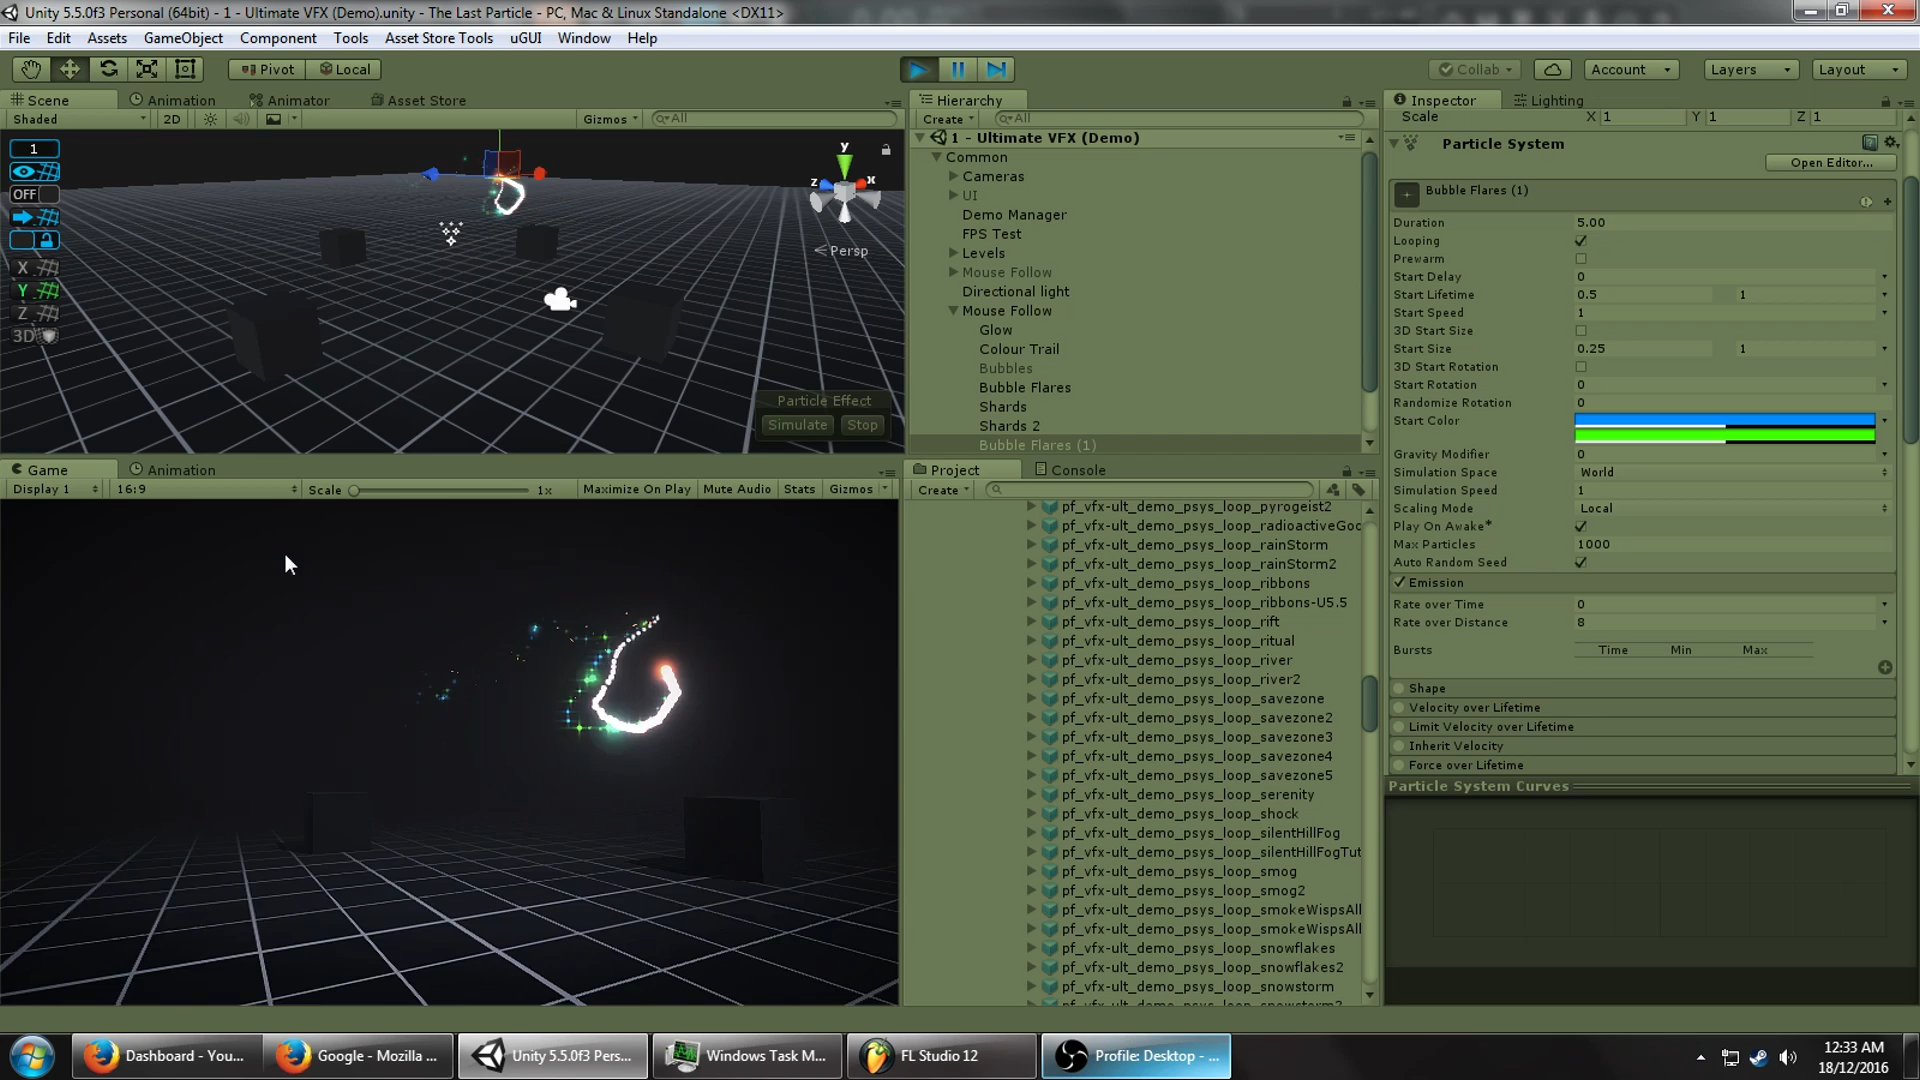 Unity 5.5.0f3 Personal (64bit) - 1 - Ultimate VFX (Demo).unity - The Last Particle - PC, Mac & Linux Standalone <DX11>
File Edit Assets GameObject Component Tools Asset Store Tools uGUI Window Help
Pivot Local Collab Account Layers Layout
Scene Animation Animator Asset Store
Shaded 2D Gizmos All
1
OFF
X
Y
Z
3D
y
z x
Persp
Particle Effect
Simulate Stop
Hierarchy
Create All
1 - Ultimate VFX (Demo)
Common
Cameras
UI
Demo Manager
FPS Test
Levels
Mouse Follow
Directional light
Mouse Follow
Glow
Colour Trail
Bubbles
Bubble Flares
Shards
Shards 2
Bubble Flares (1)
Game Animation
Display 1 16:9 Scale 1x Maximize On Play Mute Audio Stats Gizmos
Project Console
Create
pf_vfx-ult_demo_psys_loop_pyrogeist2
pf_vfx-ult_demo_psys_loop_radioactiveGoo
pf_vfx-ult_demo_psys_loop_rainStorm
pf_vfx-ult_demo_psys_loop_rainStorm2
pf_vfx-ult_demo_psys_loop_ribbons
pf_vfx-ult_demo_psys_loop_ribbons-U5.5
pf_vfx-ult_demo_psys_loop_rift
pf_vfx-ult_demo_psys_loop_ritual
pf_vfx-ult_demo_psys_loop_river
pf_vfx-ult_demo_psys_loop_river2
pf_vfx-ult_demo_psys_loop_savezone
pf_vfx-ult_demo_psys_loop_savezone2
pf_vfx-ult_demo_psys_loop_savezone3
pf_vfx-ult_demo_psys_loop_savezone4
pf_vfx-ult_demo_psys_loop_savezone5
pf_vfx-ult_demo_psys_loop_serenity
pf_vfx-ult_demo_psys_loop_shock
pf_vfx-ult_demo_psys_loop_silentHillFog
pf_vfx-ult_demo_psys_loop_silentHillFogTut
pf_vfx-ult_demo_psys_loop_smog
pf_vfx-ult_demo_psys_loop_smog2
pf_vfx-ult_demo_psys_loop_smokeWispsAll
pf_vfx-ult_demo_psys_loop_smokeWispsAll
pf_vfx-ult_demo_psys_loop_snowflakes
pf_vfx-ult_demo_psys_loop_snowflakes2
pf_vfx-ult_demo_psys_loop_snowstorm
pf_vfx-ult_demo_psys_loop_snowstorm2
Inspector Lighting
Scale X 1 Y 1 Z 1
Particle System
Open Editor...
Bubble Flares (1)
Duration 5.00
Looping
Prewarm
Start Delay 0
Start Lifetime 0.5 1
Start Speed 1
3D Start Size
Start Size 0.25 1
3D Start Rotation
Start Rotation 0
Randomize Rotation 0
Start Color
Gravity Modifier 0
Simulation Space World
Simulation Speed 1
Scaling Mode Local
Play On Awake*
Max Particles 1000
Auto Random Seed
Emission
Rate over Time 0
Rate over Distance 8
Bursts Time Min Max
Shape
Velocity over Lifetime
Limit Velocity over Lifetime
Inherit Velocity
Force over Lifetime
Particle System Curves
Dashboard - You... Google - Mozilla ... Unity 5.5.0f3 Pers... Windows Task M... FL Studio 12 Profile: Desktop - ...
12:33 AM
18/12/2016